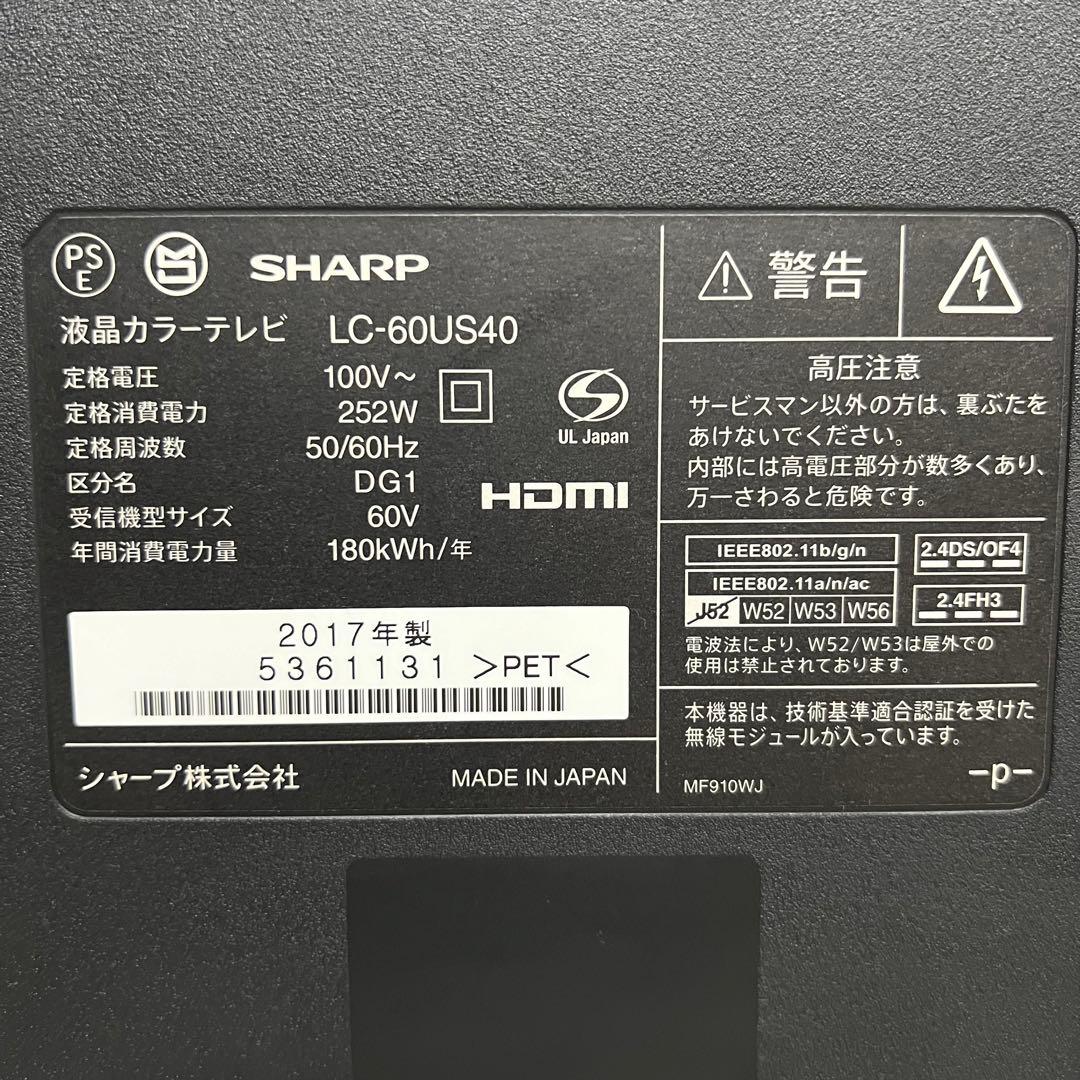 PS
E
SHARP
液晶カラーテレビ LC-60US40
定格電圧 100V～
定格消費電力 252W
定格周波数 50/60Hz
区分名 DG1
受信機型サイズ 60V
年間消費電力量 180kWh/年
UL Japan
HDMI
2017年製
5361131 >PET<
シャープ株式会社 MADE IN JAPAN
警告
高圧注意
サービスマン以外の方は、裏ぶたを
あけないでください。
内部には高電圧部分が数多くあり、
万一さわると危険です。
IEEE802.11b/g/n
IEEE802.11a/n/ac
J52 W52 W53 W56
2.4DS/OF4
2.4FH3
電波法により、W52/W53は屋外での
使用は禁止されております。
本機器は、技術基準適合認証を受けた
無線モジュールが入っています。
MF910WJ -p-